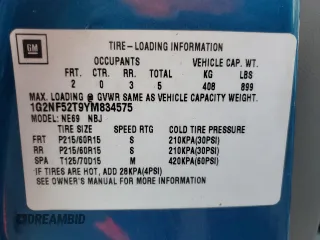 GM
TIRE-LOADING INFORMATION
OCCUPANTS VEHICLE CAP. WT.
FRT. CTR. RR. TOTAL KG LBS
2 0 3 5 408 899
MAX. LOADING @ GVWR SAME AS VEHICLE CAPACITY WEIGHT.
1G2NF52T9YM834575
MODEL: NE69 NBJ
TIRE SIZE SPEED RTG COLD TIRE PRESSURE
FRT P215/60R15 S 210KPA(30PSI)
RR P215/60R15 S 210KPA(30PSI)
SPA T125/70D15 M 420KPA(60PSI)
IF TIRES ARE HOT, ADD 28KPA(4PSI)
SEE OWNER'S MANUAL FOR MORE INFORMATION.
DREAMBID